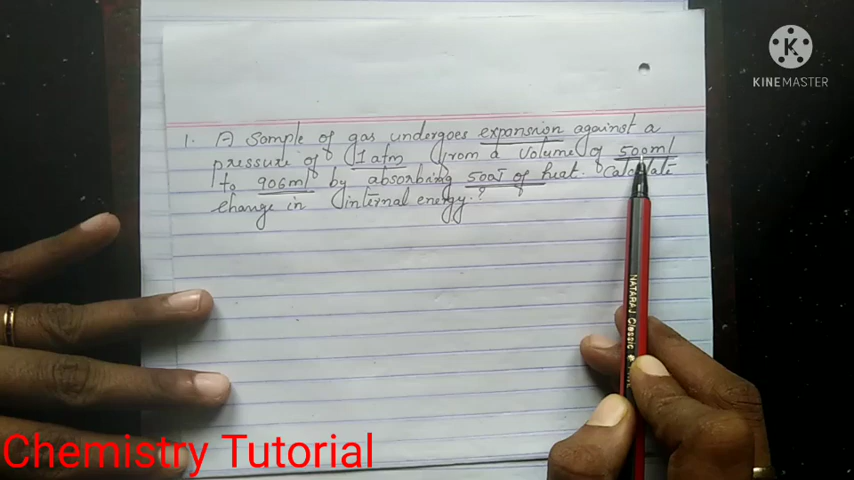 KINEMASTER
1. A Sample of gas undergoes expansion against a
pressure of 1 atm from a volume of 500ml
to 906ml by absorbing 500J of heat. Calculate
change in internal energy.?
NATARAJ Classic
Chemistry Tutorial